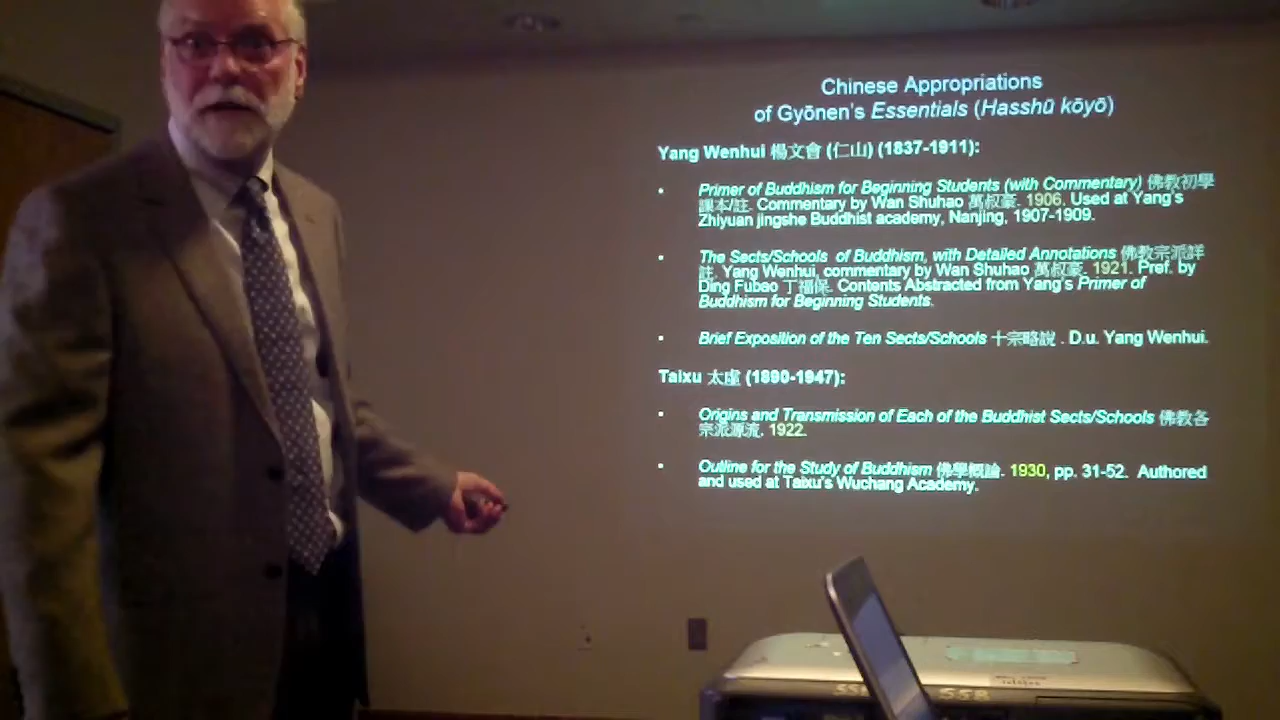 Chinese Appropriations
of Gyōnen's Essentials (Hasshū kōyō)
Yang Wenhui 楊文會 (仁山) (1837-1911):
• Primer of Buddhism for Beginning Students (with Commentary) 佛教初學
課本/註. Commentary by Wan Shuhao 萬叔豪. 1906. Used at Yang's
Zhiyuan jingshe Buddhist academy, Nanjing, 1907-1909.
• The Sects/Schools of Buddhism, with Detailed Annotations 佛教宗派詳
註. Yang Wenhui, commentary by Wan Shuhao 萬叔豪. 1921. Pref. by
Ding Fubao 丁福保. Contents Abstracted from Yang's Primer of
Buddhism for Beginning Students.
• Brief Exposition of the Ten Sects/Schools 十宗略說 . D.u. Yang Wenhui.
Taixu 太虛 (1890-1947):
• Origins and Transmission of Each of the Buddhist Sects/Schools 佛教各
宗派源流. 1922.
• Outline for the Study of Buddhism 佛學概論. 1930, pp. 31-52. Authored
and used at Taixu's Wuchang Academy.
SSB